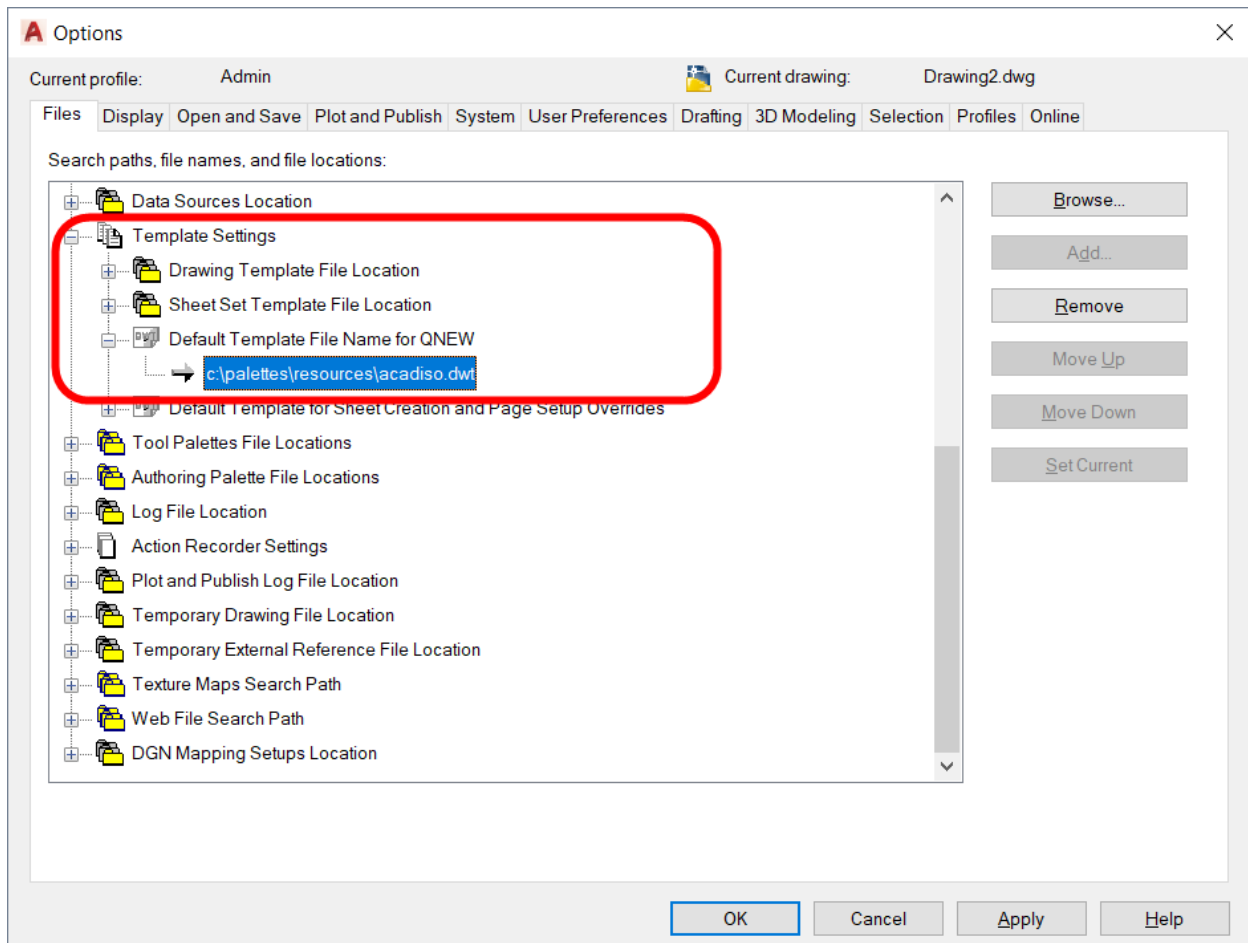 Options
Current profile: Admin Current drawing: Drawing2.dwg
Files Display Open and Save Plot and Publish System User Preferences Drafting 3D Modeling Selection Profiles Online
Search paths, file names, and file locations:
Data Sources Location
Template Settings
Drawing Template File Location
Sheet Set Template File Location
Default Template File Name for QNEW
c:\palettes\resources\acadiso.dwt
Default Template for Sheet Creation and Page Setup Overrides
Tool Palettes File Locations
Authoring Palette File Locations
Log File Location
Action Recorder Settings
Plot and Publish Log File Location
Temporary Drawing File Location
Temporary External Reference File Location
Texture Maps Search Path
Web File Search Path
DGN Mapping Setups Location
Browse...
Add...
Remove
Move Up
Move Down
Set Current
OK Cancel Apply Help